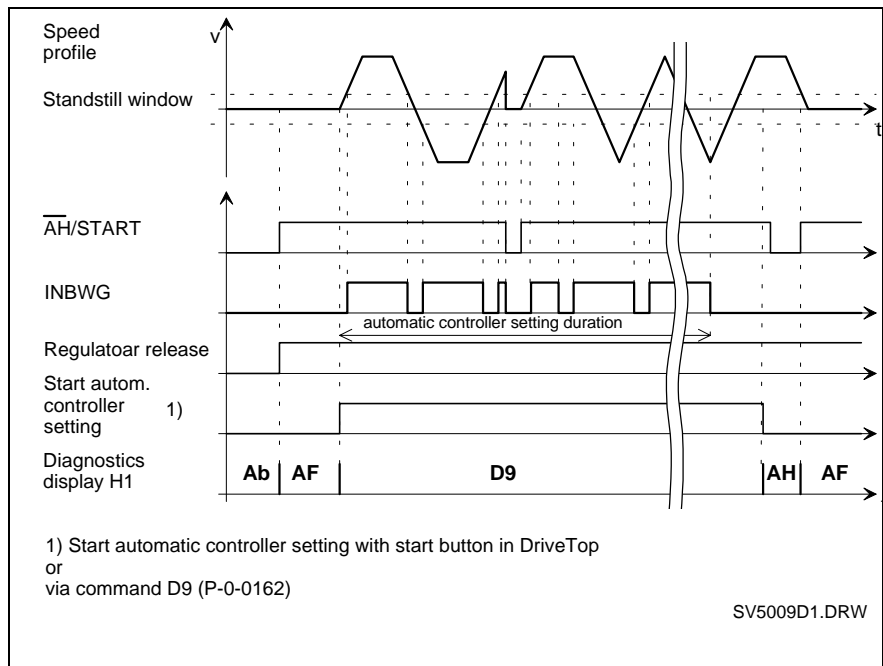 Speed
profile
v
Standstill window
t
AH/START
INBWG
automatic controller setting duration
Regulatoar release
Start autom.
controller 1)
setting
Diagnostics
display H1
Ab AF D9 AH AF
1) Start automatic controller setting with start button in DriveTop
or
via command D9 (P-0-0162)
SV5009D1.DRW